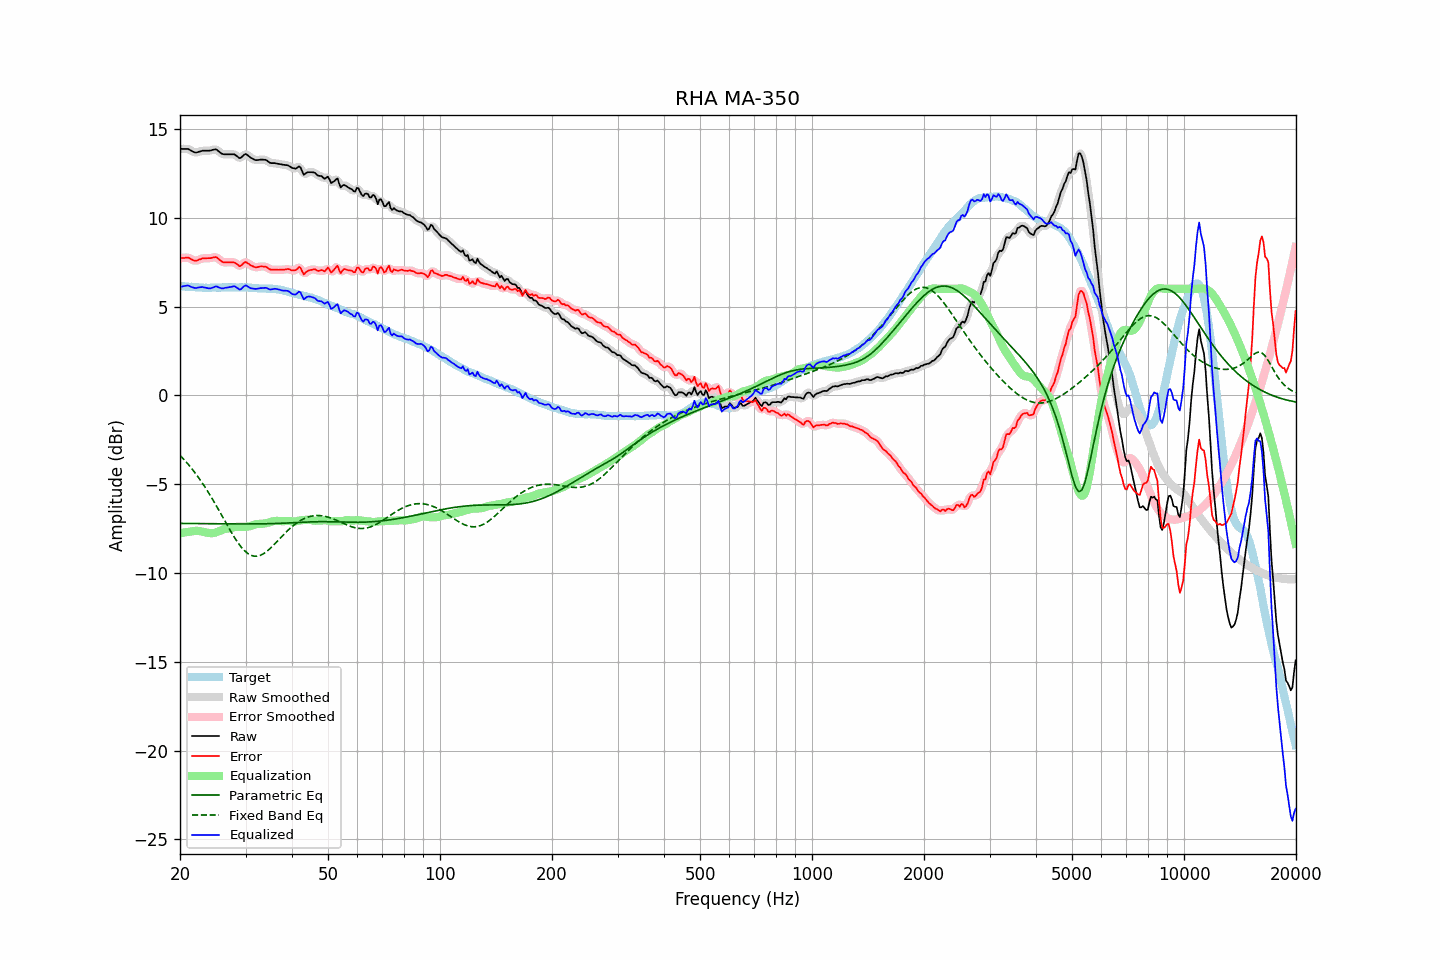 RHA MA-350
Amplitude (dBr)
15
10
5
0
−5
−10
−15
−20
−25
Target
Raw Smoothed
Error Smoothed
Raw
Error
Equalization
Parametric Eq
Fixed Band Eq
Equalized
20 50 100 200 500 1000 2000 5000 10000 20000
Frequency (Hz)